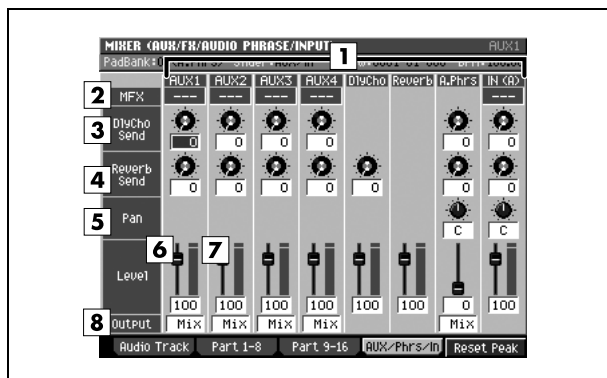 MIXER (AUX/FX/AUDIO PHRASE/INPUT)
AUX1
1
PadBank:
AUX1 AUX2 AUX3 AUX4 DlyCho Reverb A.Phrs IN (A)
2 MFX --- --- --- --- ---
3 DlyCho Send 0 0 0 0 0 0
4 Reverb Send 0 0 0 0 0 0 0
5 Pan C C
6 7
Level 100 100 100 100 100 100 0 100
8 Output Mix Mix Mix Mix Mix
Audio Track Part 1-8 Part 9-16 AUX/Phrs/In Reset Peak